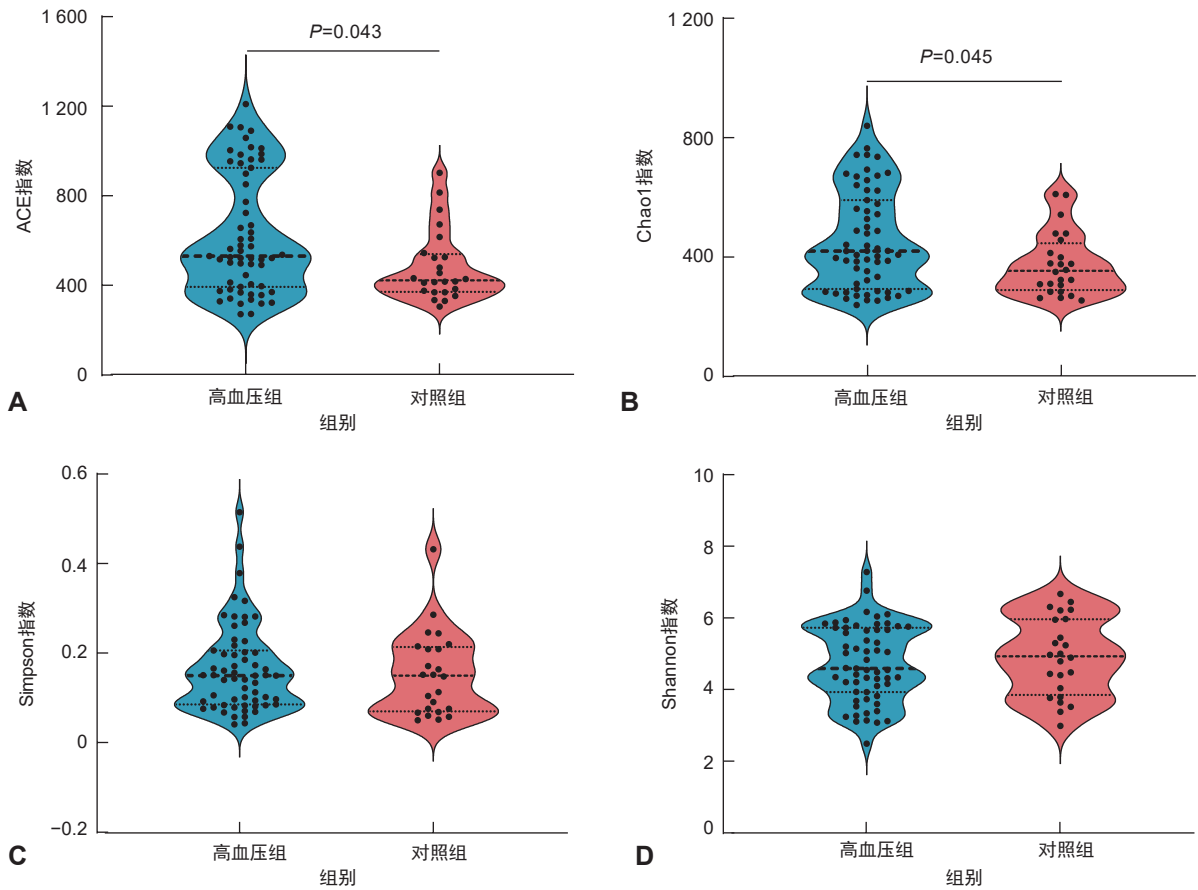 1 600
P=0.043
1 200
800
400
0
ACE指数
高血压组
对照组
组别
A
1 200
P=0.045
800
400
0
Chao1指数
高血压组
对照组
组别
B
0.6
0.4
0.2
0
−0.2
Simpson指数
高血压组
对照组
组别
C
10
8
6
4
2
0
Shannon指数
高血压组
对照组
组别
D